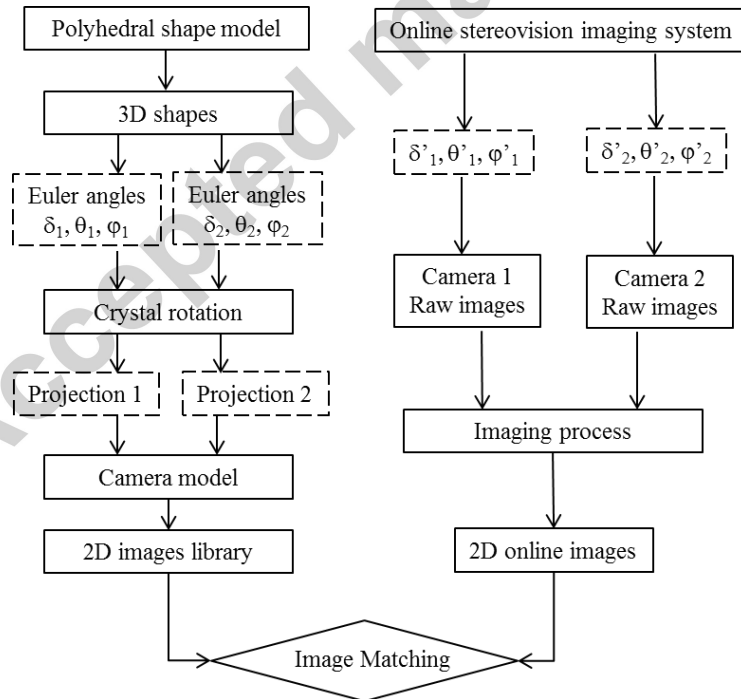 Polyhedral shape model
3D shapes
Euler angles
δ₁, θ₁, φ₁
Euler angles
δ₂, θ₂, φ₂
Crystal rotation
Projection 1
Projection 2
Camera model
2D images library
Online stereovision imaging system
δ’₁, θ’₁, φ’₁
δ’₂, θ’₂, φ’₂
Camera 1
Raw images
Camera 2
Raw images
Imaging process
2D online images
Image Matching
Accepted ma